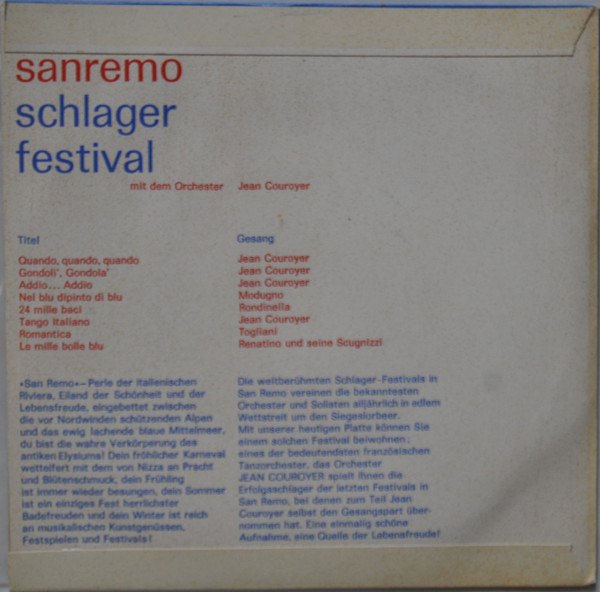 sanremo
schlager
festival
mit dem Orchester Jean Couroyer
Titel Gesang
Quando, quando, quando Jean Couroyer
Gondoli', Gondola' Jean Couroyer
Addio... Addio Jean Couroyer
Nel blu dipinto di blu Modugno
24 mille baci Rondinella
Tango Italiano Jean Couroyer
Romantica Togliani
Le mille bolle blu Renatino und seine Scugnizzi
»San Remo«–Perle der italienischen
Riviera, Eiland der Schönheit und der
Lebensfreude, eingebettet zwischen
die vor Nordwinden schützenden Alpen
und das ewig lachende blaue Mittelmeer,
du bist die wahre Verkörperung des
antiken Elysiums! Dein fröhlicher Karneval
wetteifert mit dem von Nizza an Pracht
und Blütenschmuck, dein Frühling
ist immer wieder besungen, dein Sommer
ist ein einziges Fest herrlichster
Badefreuden und dein Winter ist reich
an musikalischen Kunstgenüssen,
Festspielen und Festivals!
Die weltberühmten Schlager-Festivals in
San Remo vereinen die bekanntesten
Orchester und Solisten alljährlich in edlem
Wettstreit um den Siegeslorbeer.
Mit unserer heutigen Platte können Sie
einem solchen Festival beiwohnen;
eines der bedeutendsten französischen
Tanzorchester, das Orchester
JEAN COUROYER spielt Ihnen die
Erfolgsschlager der letzten Festivals in
San Remo, bei denen zum Teil Jean
Couroyer selbst den Gesangspart über-
nommen hat. Eine einmalig schöne
Aufnahme, eine Quelle der Lebensfreude!